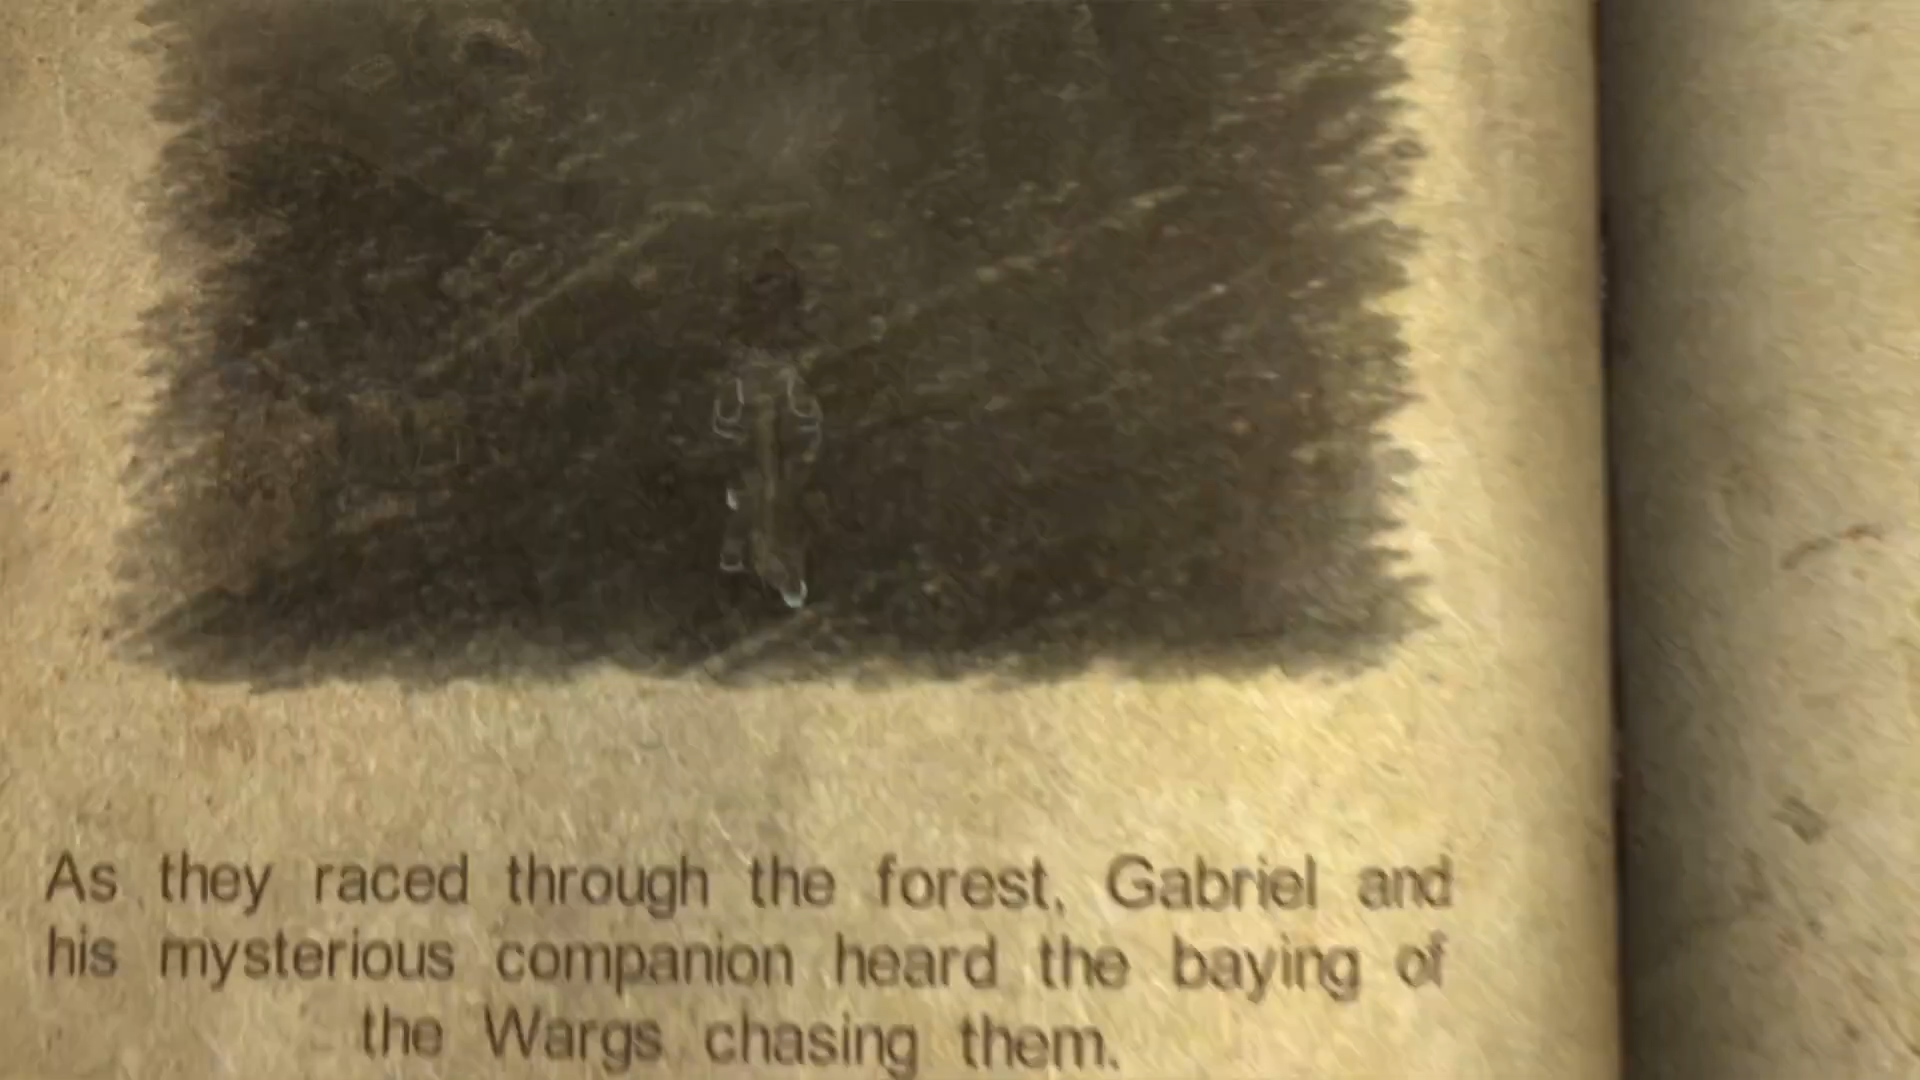 As they raced through the forest, Gabriel and
his mysterious companion heard the baying of
the Wargs chasing them.